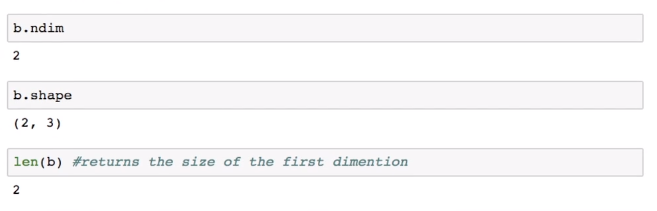 b.ndim
2
b.shape
(2, 3)
len(b) #returns the size of the first dimention
2